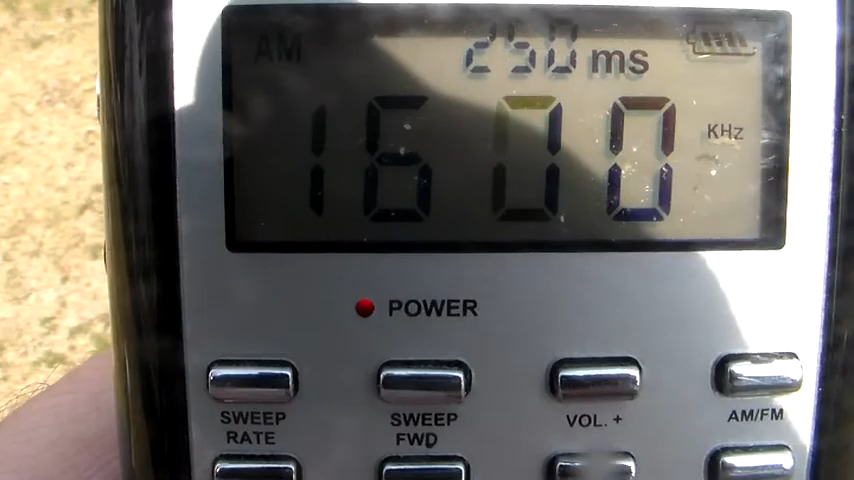 AM 250 ms
1600 KHz
POWER
SWEEP RATE
SWEEP FWD
VOL. +
AM/FM